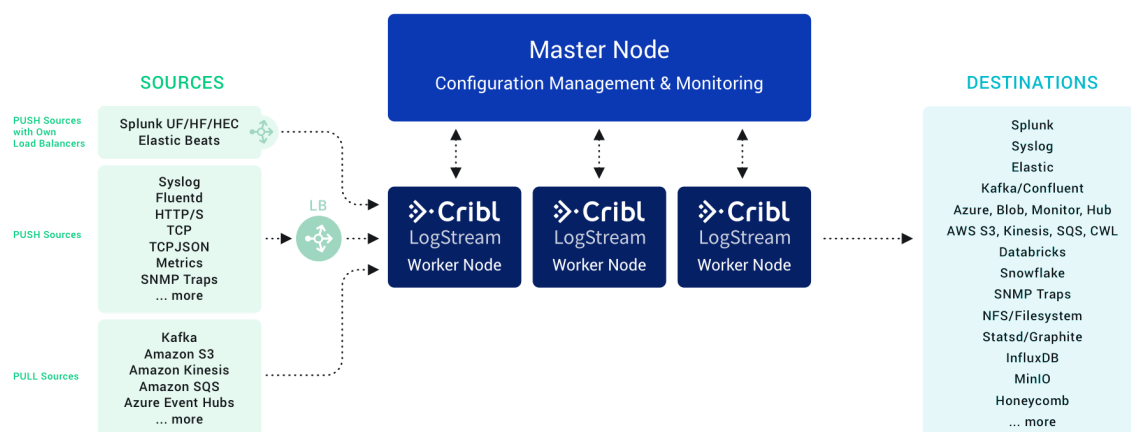 Master Node
Configuration Management & Monitoring
SOURCES
PUSH Sources
with Own
Load Balancers
Splunk UF/HF/HEC
Elastic Beats
PUSH Sources
Syslog
Fluentd
HTTP/S
TCP
TCPJSON
Metrics
SNMP Traps
... more
LB
PULL Sources
Kafka
Amazon S3
Amazon Kinesis
Amazon SQS
Azure Event Hubs
... more
Cribl
LogStream
Worker Node
Cribl
LogStream
Worker Node
Cribl
LogStream
Worker Node
DESTINATIONS
Splunk
Syslog
Elastic
Kafka/Confluent
Azure, Blob, Monitor, Hub
AWS S3, Kinesis, SQS, CWL
Databricks
Snowflake
SNMP Traps
NFS/Filesystem
Statsd/Graphite
InfluxDB
MinIO
Honeycomb
... more